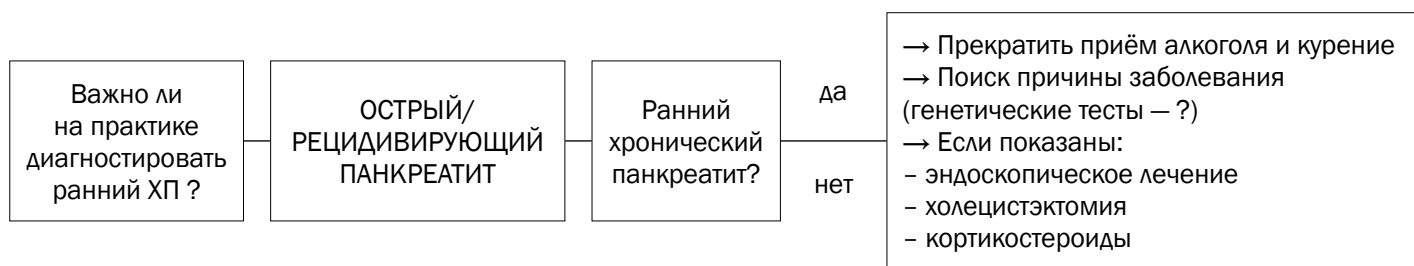 Важно ли
на практике
диагностировать
ранний ХП ?
ОСТРЫЙ/
РЕЦИДИВИРУЮЩИЙ
ПАНКРЕАТИТ
Ранний
хронический
панкреатит?
да
нет
→ Прекратить приём алкоголя и курение
→ Поиск причины заболевания
(генетические тесты — ?)
→ Если показаны:
– эндоскопическое лечение
– холецистэктомия
– кортикостероиды